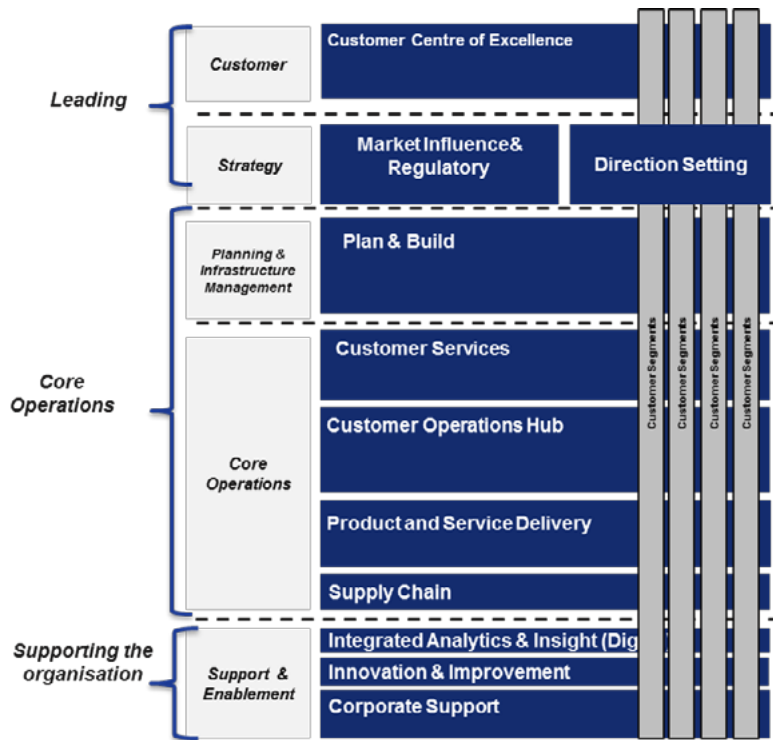 Leading
Customer
Customer Centre of Excellence
Strategy
Market Influence&
Regulatory
Direction Setting
Core
Operations
Planning &
Infrastructure
Management
Plan & Build
Core
Operations
Customer Services
Customer Operations Hub
Product and Service Delivery
Supply Chain
Supporting the
organisation
Support &
Enablement
Integrated Analytics & Insight (Dig
Innovation & Improvement
Corporate Support
Customer Segments
Customer Segments
Customer Segments
Customer Segments